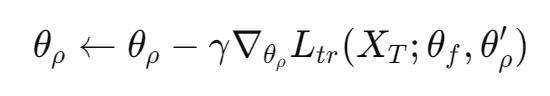 θ_ρ ← θ_ρ − γ∇_{θ_ρ} L_{tr}(X_T; θ_f, θ'_ρ)